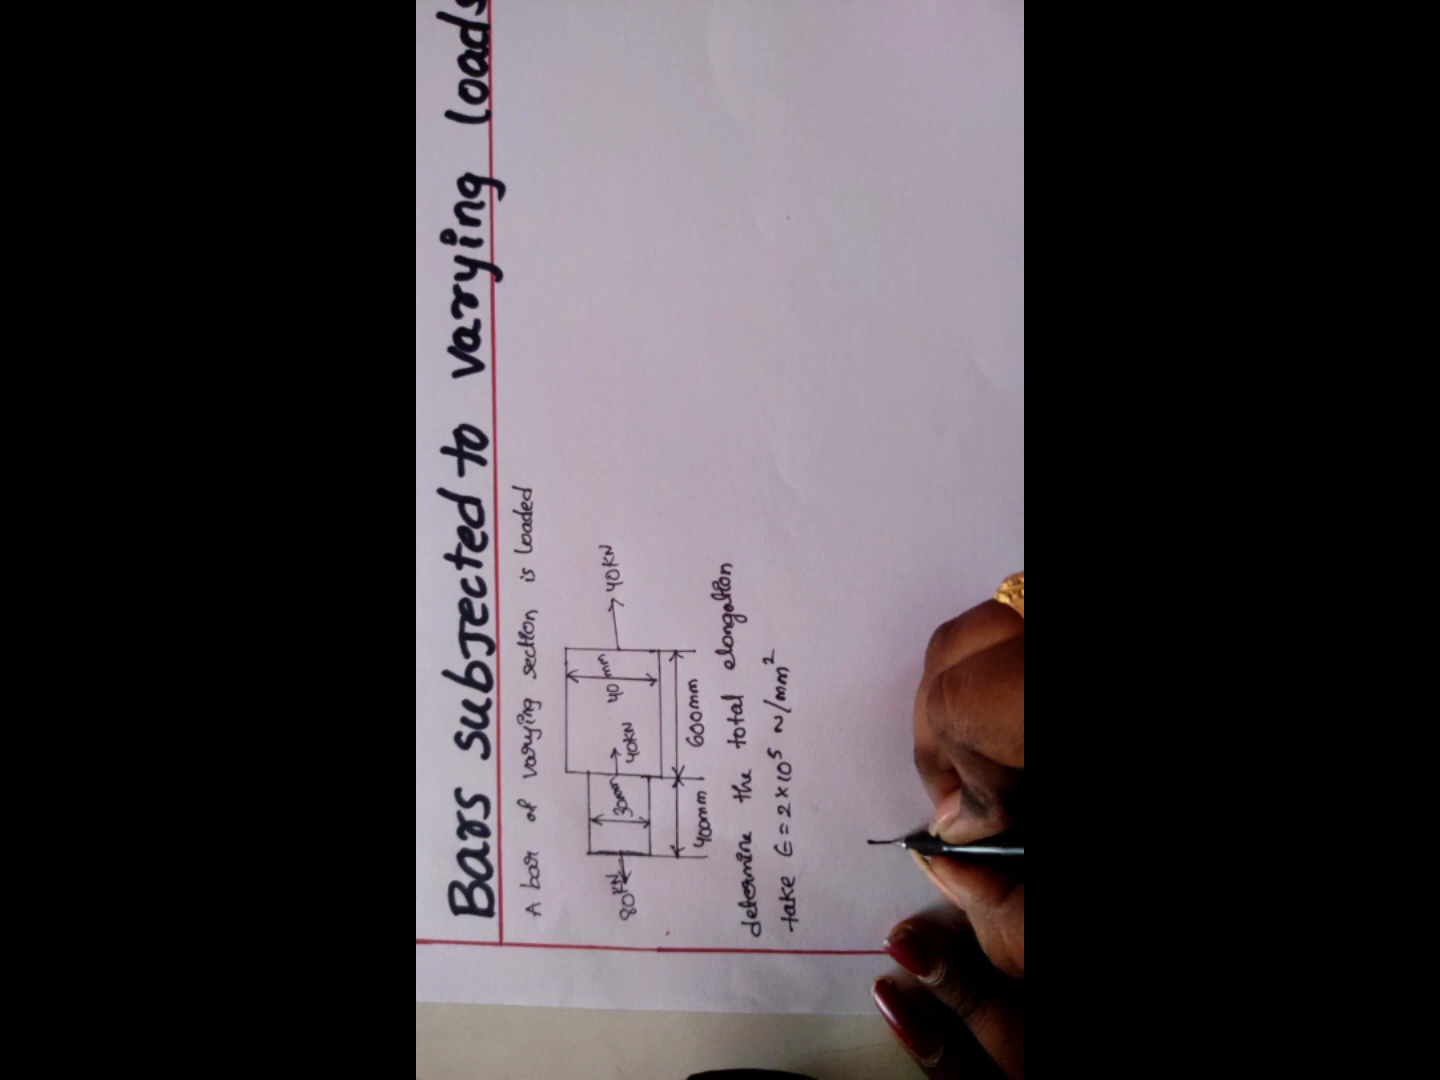 Bars subjected to varying loads
A bar of varying section is loaded
80KN
30mm
40KN
40mm
40KN
400mm
600mm
determine the total elongation
take E = 2 × 10⁵ N/mm²